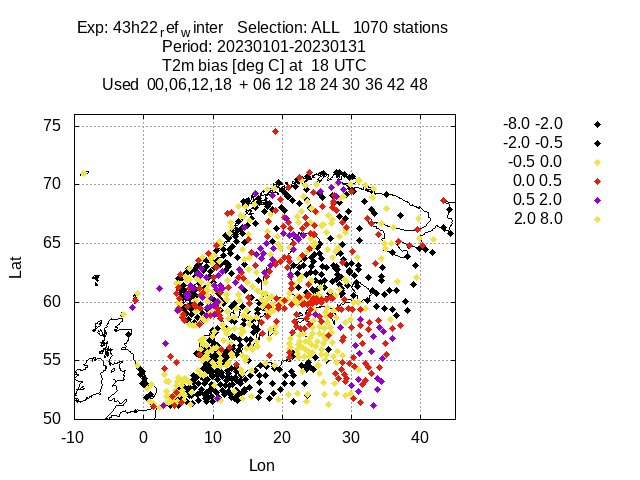 Exp: 43h22refwinter Selection: ALL 1070 stations
Period: 20230101-20230131
T2m bias [deg C] at 18 UTC
Used 00,06,12,18 + 06 12 18 24 30 36 42 48
-8.0 -2.0
-2.0 -0.5
-0.5 0.0
0.0 0.5
0.5 2.0
2.0 8.0
75
70
65
60
55
50
Lat
-10 0 10 20 30 40
Lon